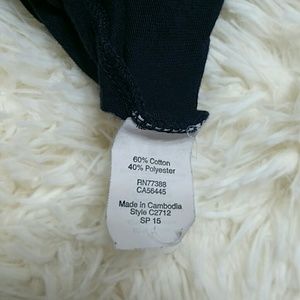 60% Cotton
40% Polyester
RN77388
CA56445
Made in Cambodia
Style C2712
SP 15